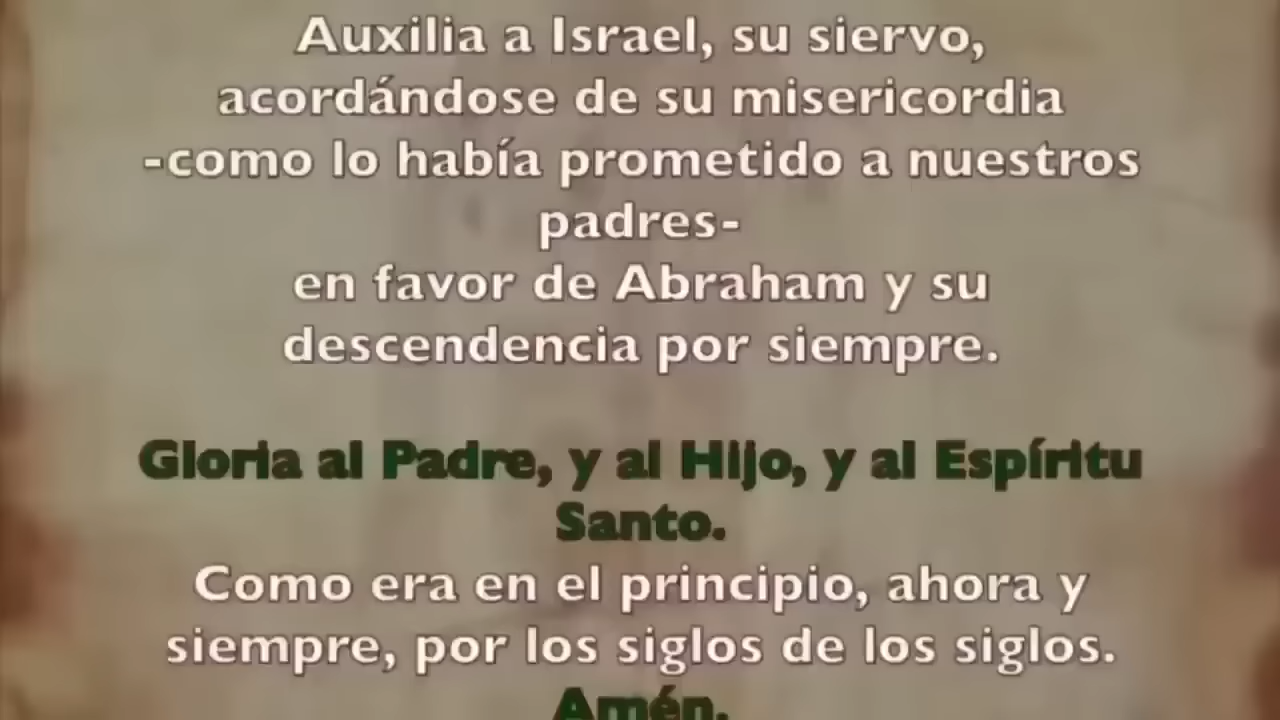 Auxilia a Israel, su siervo,
acordándose de su misericordia
-como lo había prometido a nuestros
padres-
en favor de Abraham y su
descendencia por siempre.
Gloria al Padre, y al Hijo, y al Espíritu
Santo.
Como era en el principio, ahora y
siempre, por los siglos de los siglos.
Amén.